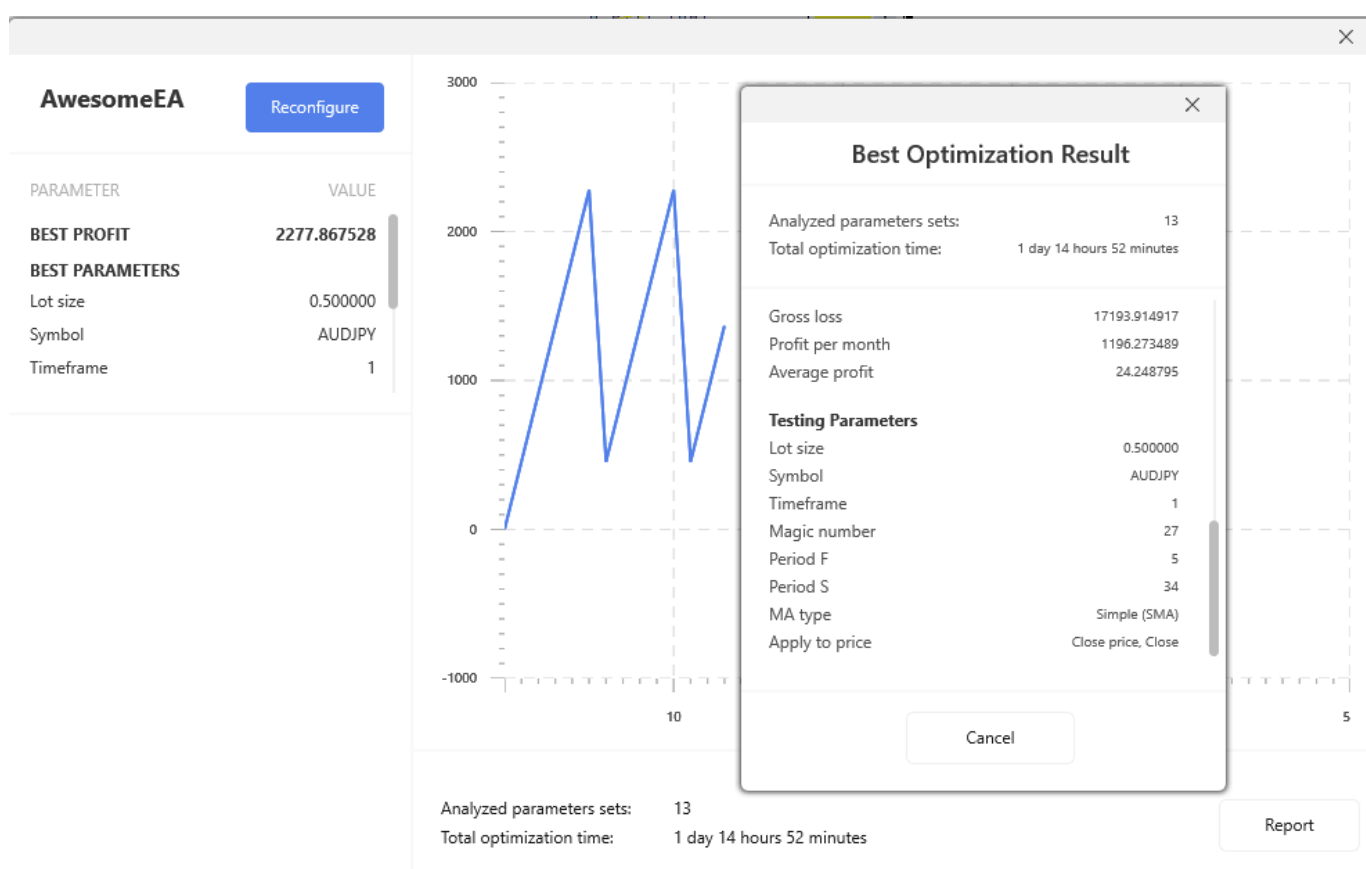 AwesomeEA
Reconfigure
PARAMETER VALUE
BEST PROFIT 2277.867528
BEST PARAMETERS
Lot size 0.500000
Symbol AUDJPY
Timeframe 1
3000
2000
1000
0
-1000
10
5
Analyzed parameters sets: 13
Total optimization time: 1 day 14 hours 52 minutes
Report
Best Optimization Result
Analyzed parameters sets: 13
Total optimization time: 1 day 14 hours 52 minutes
Gross loss 17193.914917
Profit per month 1196.273489
Average profit 24.248795
Testing Parameters
Lot size 0.500000
Symbol AUDJPY
Timeframe 1
Magic number 27
Period F 5
Period S 34
MA type Simple (SMA)
Apply to price Close price, Close
Cancel